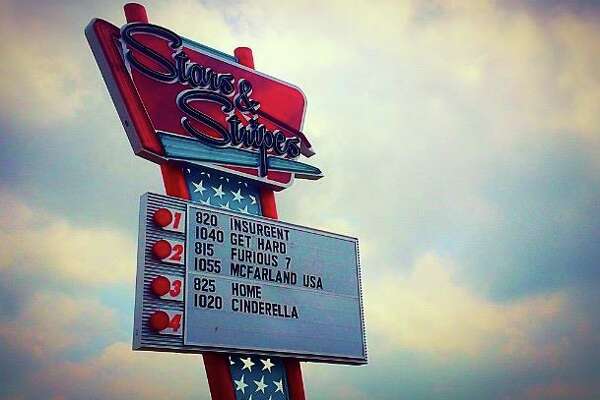 Stars &
Stripes
1 820 INSURGENT
1040 GET HARD
2 815 FURIOUS 7
1055 MCFARLAND USA
3 825 HOME
4 1020 CINDERELLA